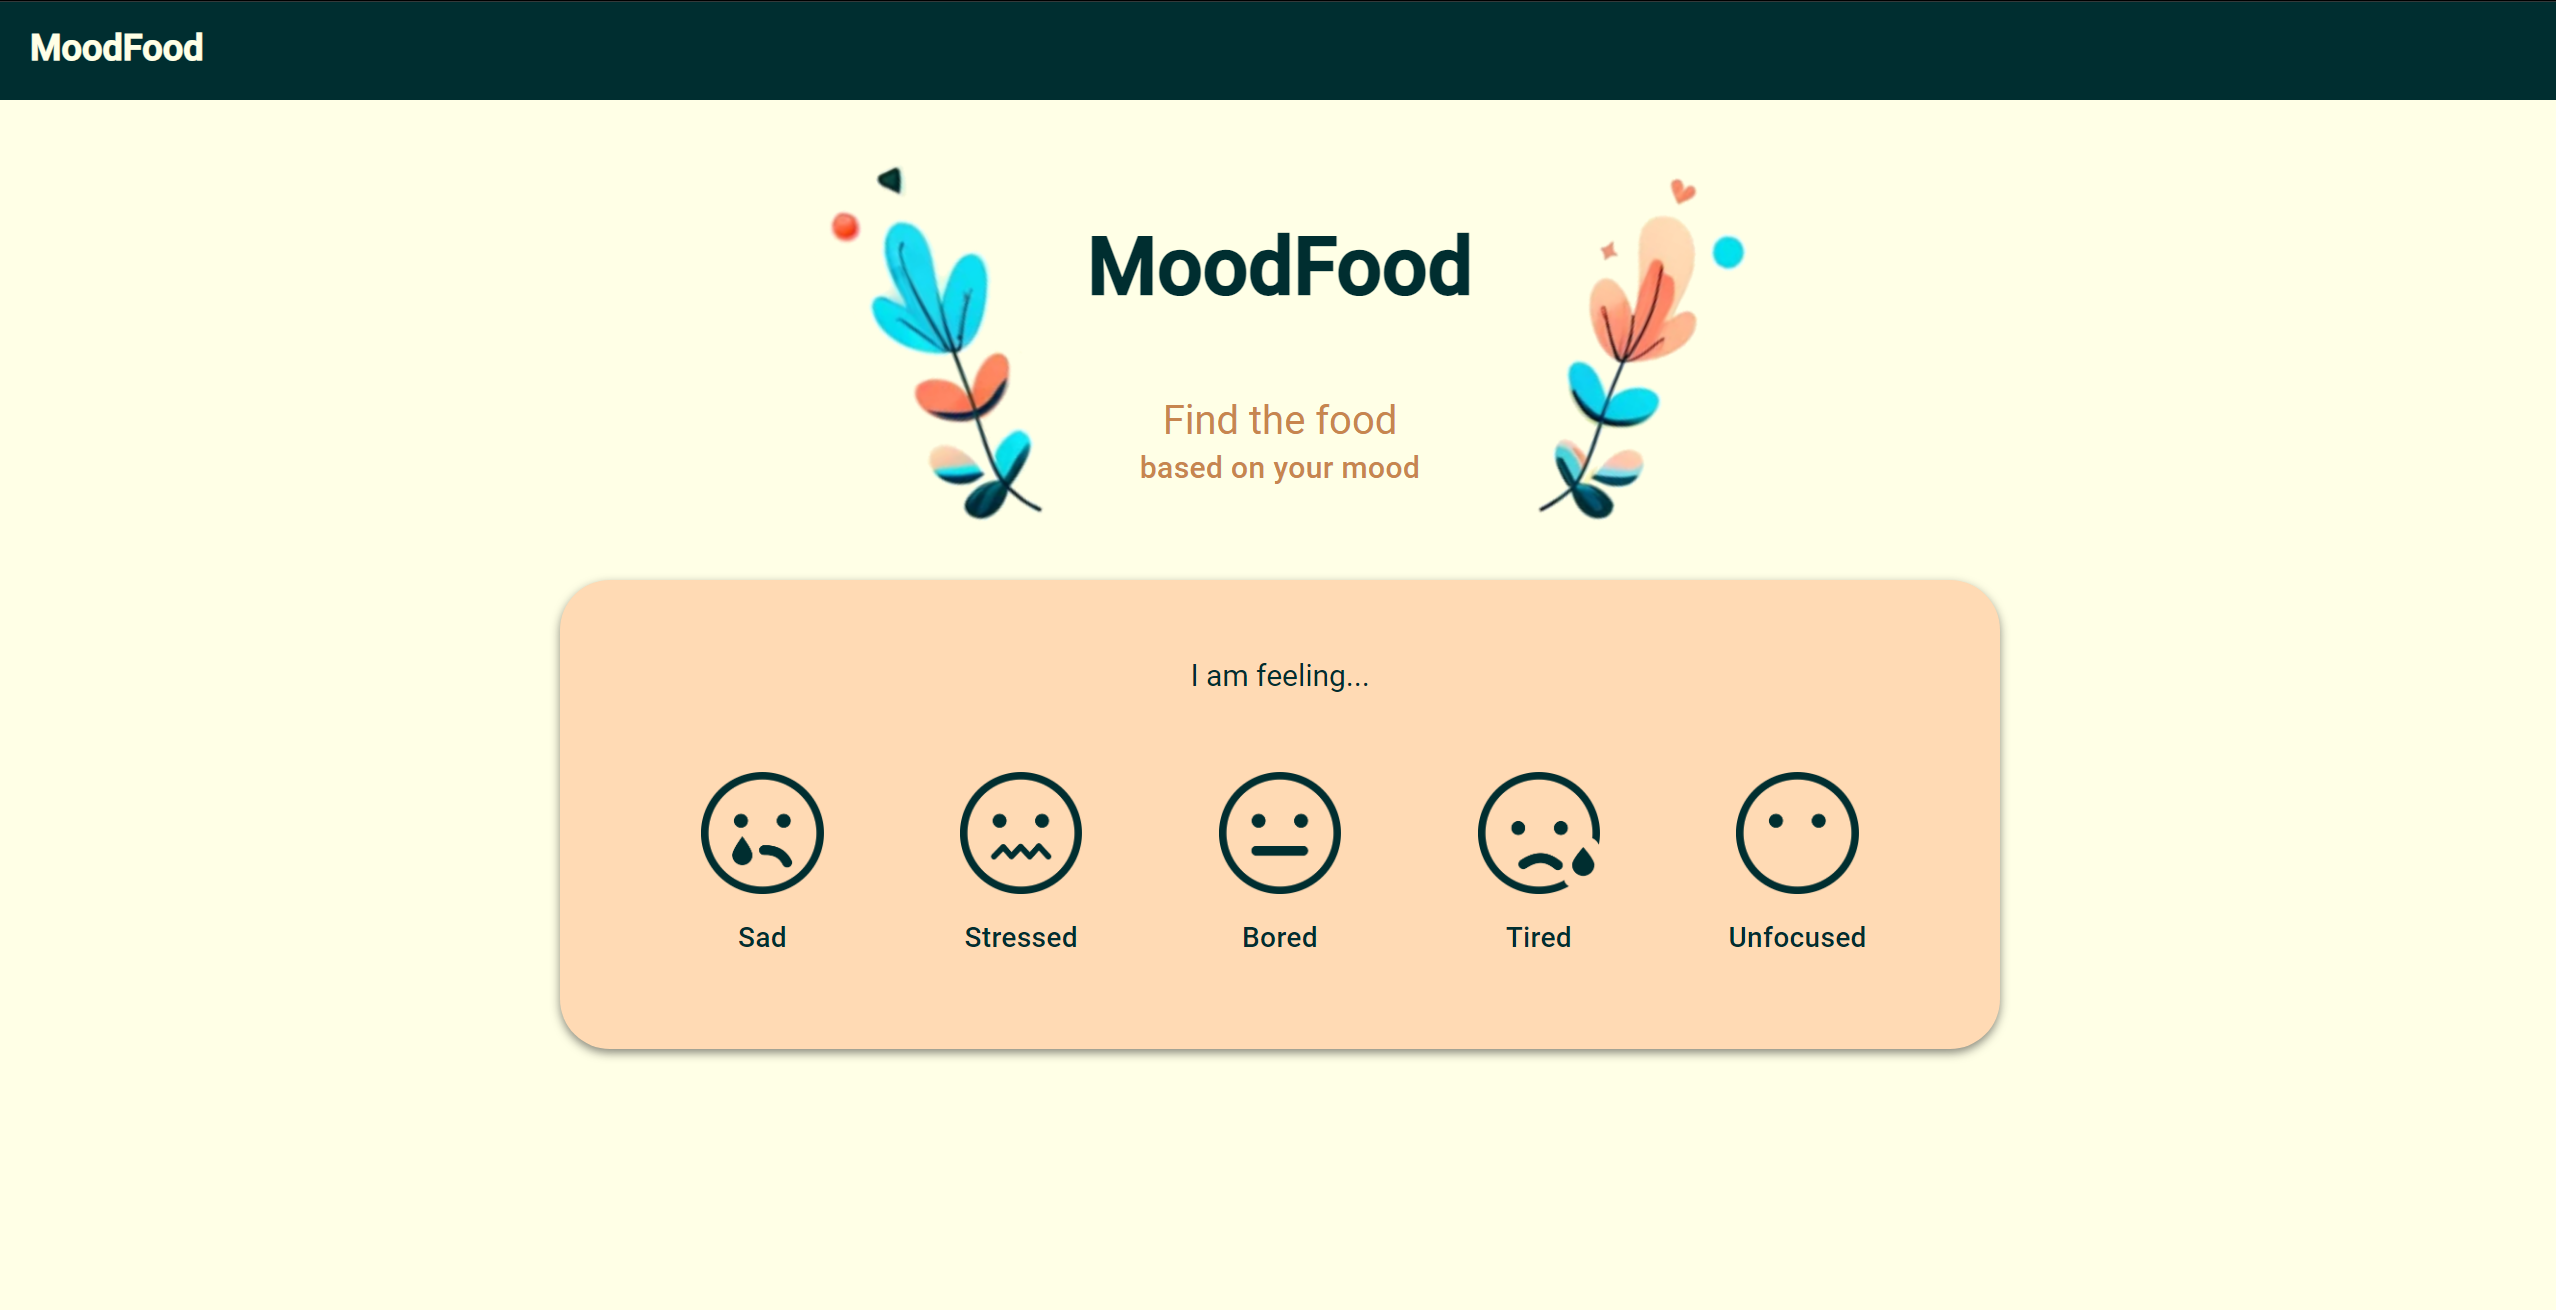 MoodFood
MoodFood
Find the food
based on your mood
I am feeling...
Sad
Stressed
Bored
Tired
Unfocused